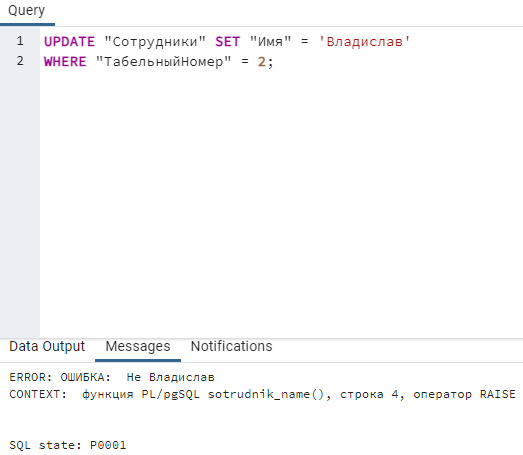 Query
1 UPDATE "Сотрудники" SET "Имя" = 'Владислав'
2 WHERE "ТабельныйНомер" = 2;
Data Output Messages Notifications
ERROR: ОШИБКА:  Не Владислав
CONTEXT:  функция PL/pgSQL sotrudnik_name(), строка 4, оператор RAISE
SQL state: P0001